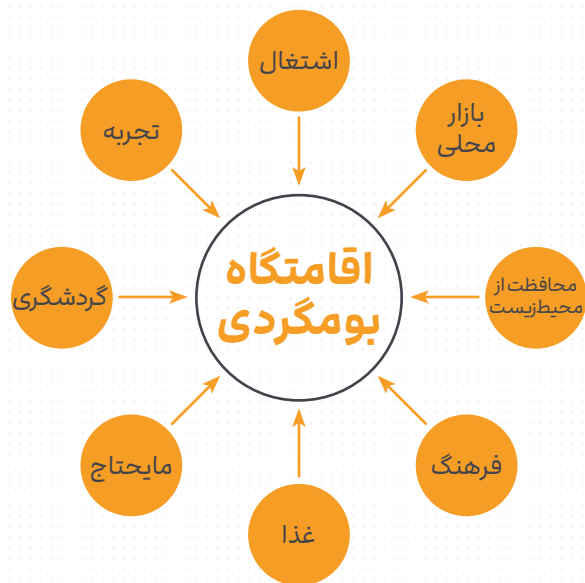 اشتغال
بازار
محلی
تجربه
اقامتگاه
بومگردی
محافظت از
محیط‌زیست
گردشگری
فرهنگ
مایحتاج
غذا